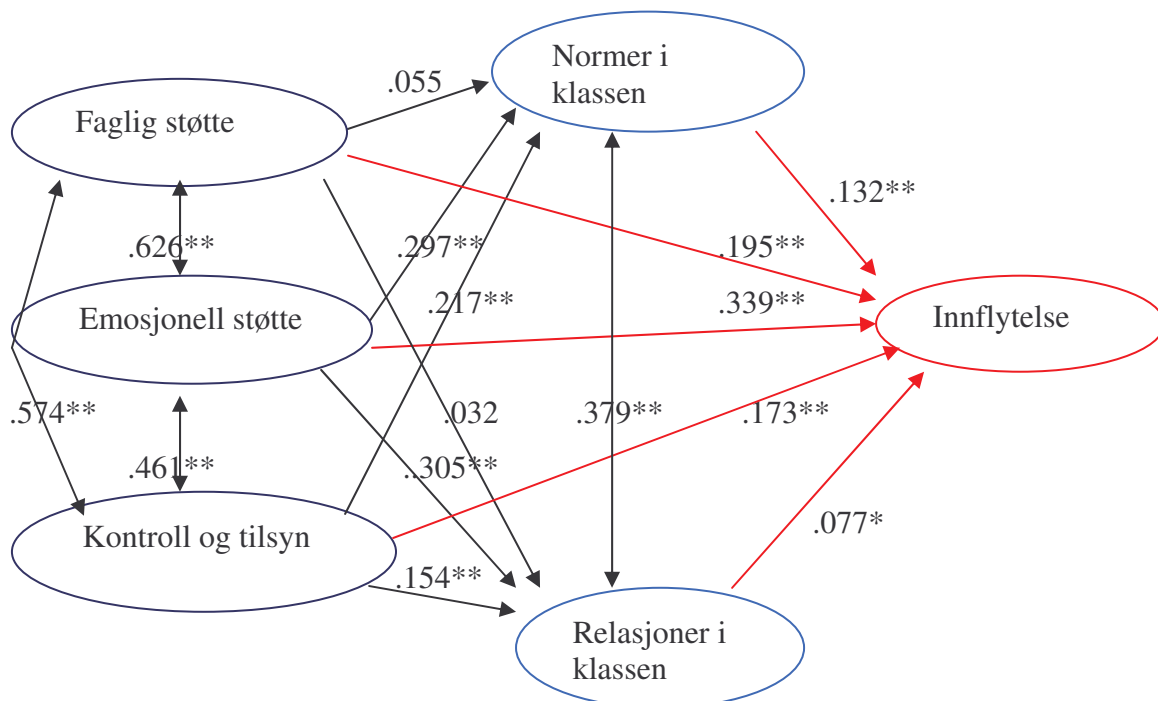 Normer i
klassen
.055
Faglig støtte
.132**
.626**
.297**
.195**
.217**
.339**
Emosjonell støtte
Innflytelse
.574**
.032
.379**
.173**
.461**
.305**
Kontroll og tilsyn
.077*
.154**
Relasjoner i
klassen